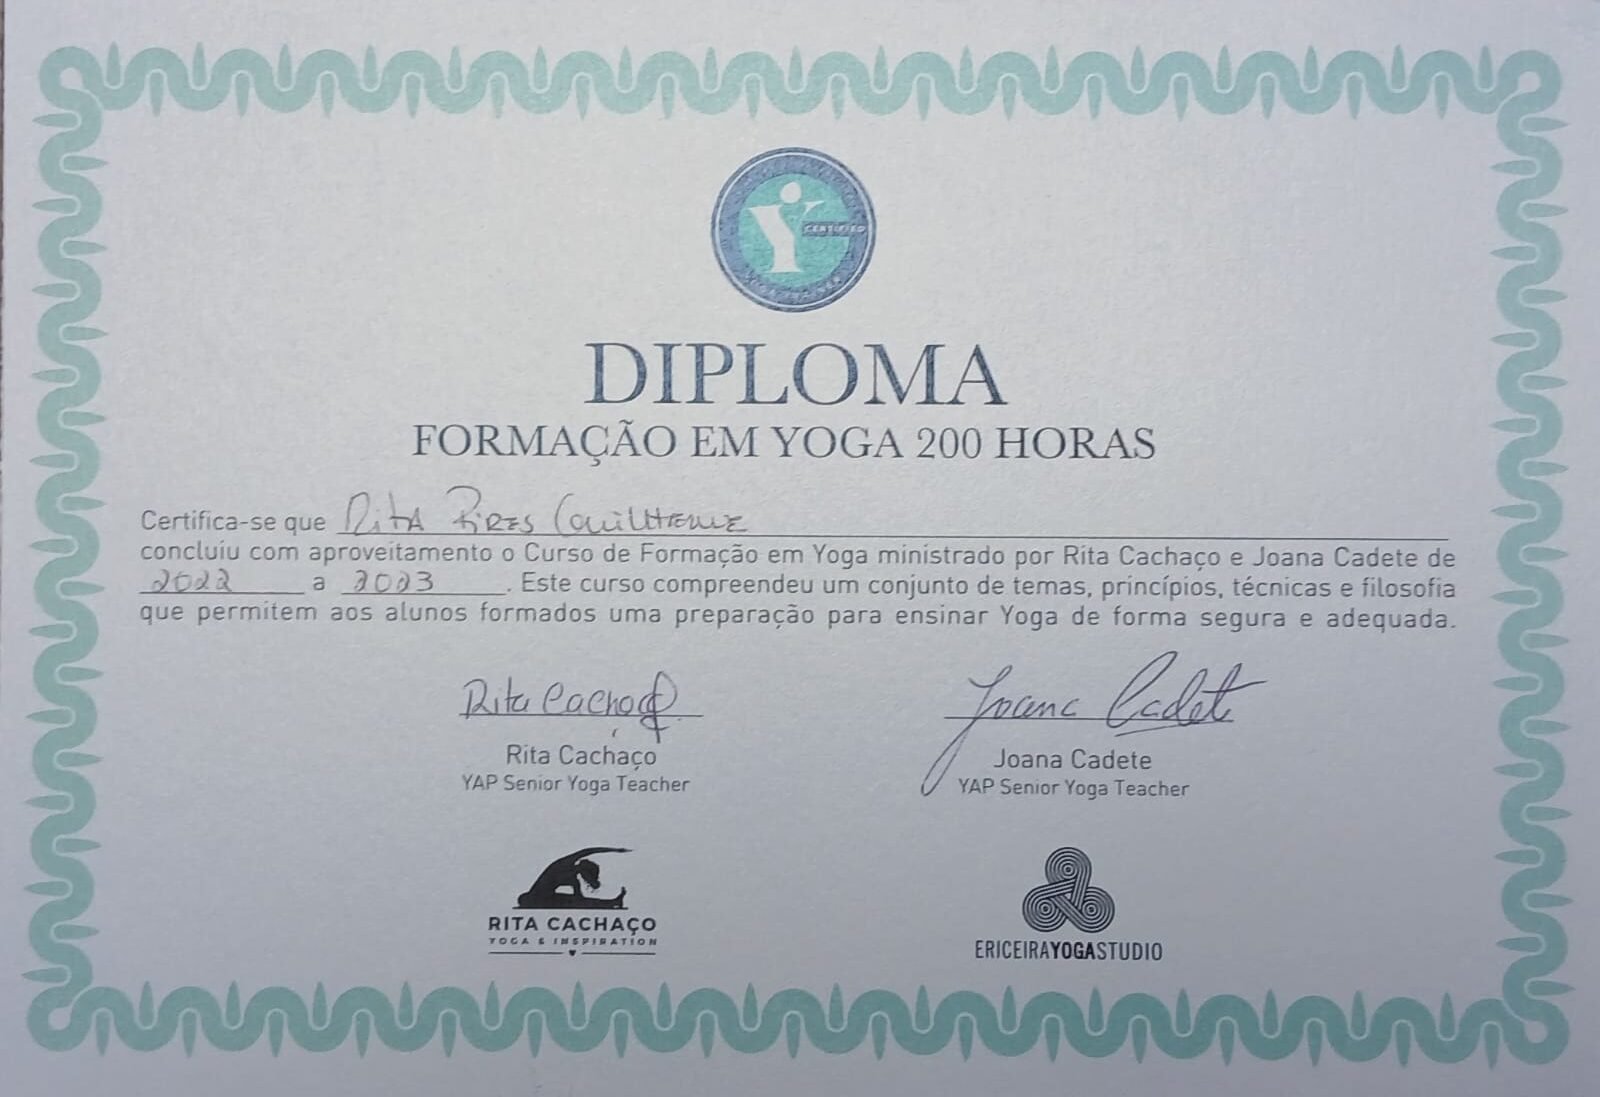 CERTIFIED
DIPLOMA
FORMAÇÃO EM YOGA 200 HORAS
Certifica-se que Rita Pires Guilherme
concluiu com aproveitamento o Curso de Formação em Yoga ministrado por Rita Cachaço e Joana Cadete de
2022 a 2023. Este curso compreendeu um conjunto de temas, princípios, técnicas e filosofia
que permitem aos alunos formados uma preparação para ensinar Yoga de forma segura e adequada.
Rita Cachaço Joana Cadete
Rita Cachaço Joana Cadete
YAP Senior Yoga Teacher YAP Senior Yoga Teacher
RITA CACHAÇO
YOGA & INSPIRATION
ERICEIRAYOGASTUDIO